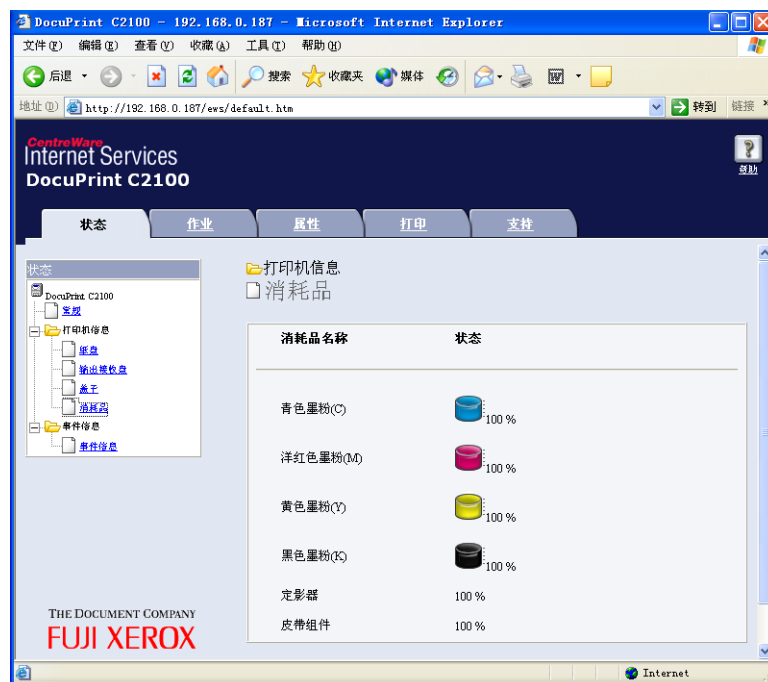 DocuPrint C2100 - 192.168.0.187 - Microsoft Internet Explorer
文件(F) 编辑(E) 查看(V) 收藏(A) 工具(T) 帮助(H)
后退 搜索 收藏夹 媒体
地址(D) http://192.168.0.187/ews/default.htm 转到 链接 »
CentreWare
Internet Services
DocuPrint C2100
帮助
状态 作业 属性 打印 支持
状态
DocuPrint C2100
常规
打印机信息
纸盘
输出接收盘
盖子
消耗品
事件信息
事件信息
打印机信息
消耗品
消耗品名称 状态
青色墨粉(C) 100 %
洋红色墨粉(M) 100 %
黄色墨粉(Y) 100 %
黑色墨粉(K) 100 %
定影器 100 %
皮带组件 100 %
THE DOCUMENT COMPANY
FUJI XEROX
Internet